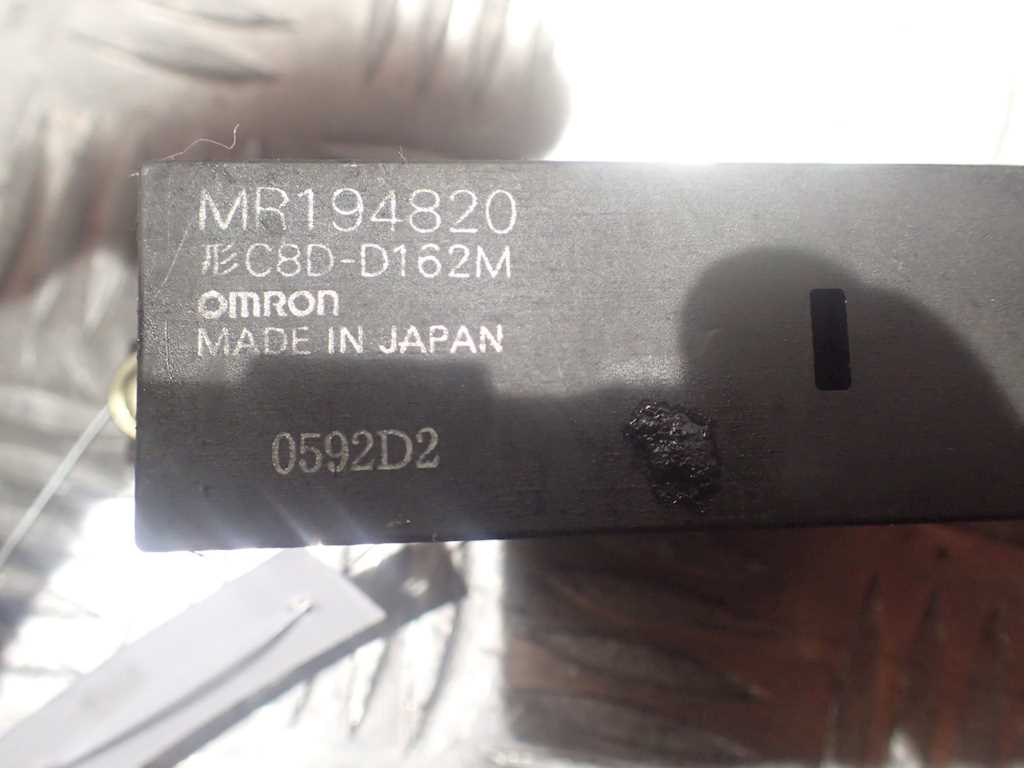 MR194820
形C8D-D162M
omron
MADE IN JAPAN
0592D2